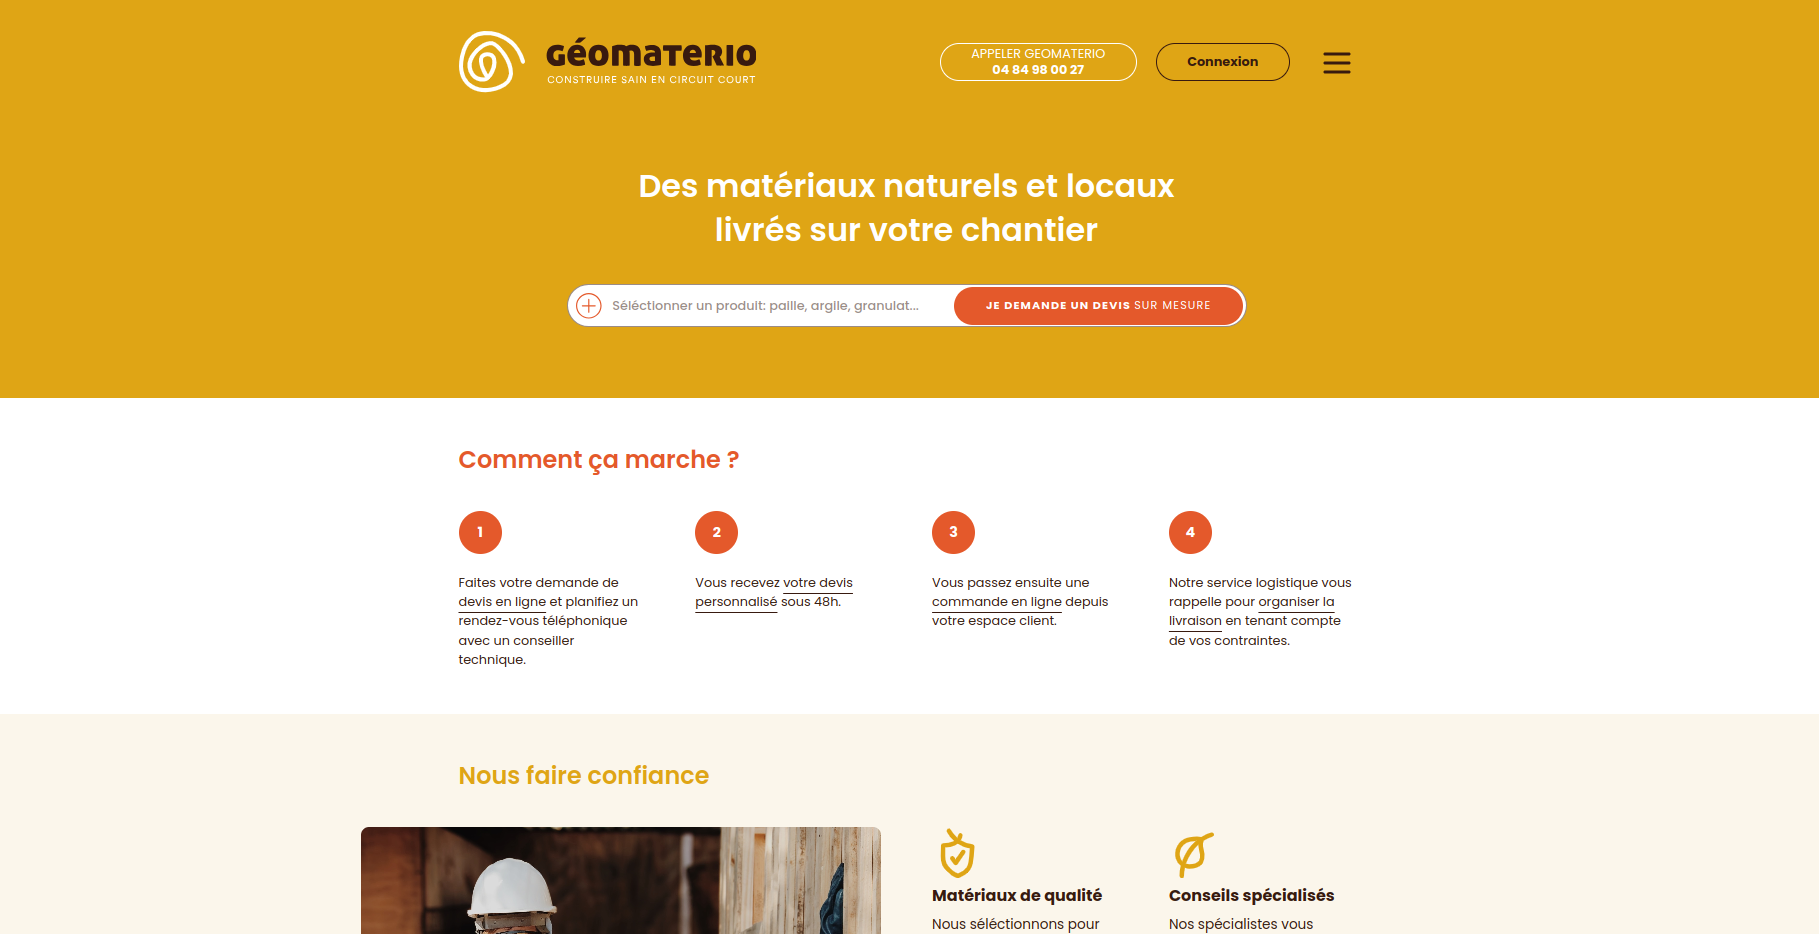 GÉOMATERIO
CONSTRUIRE SAIN EN CIRCUIT COURT
APPELER GEOMATERIO
04 84 98 00 27
Connexion
Des matériaux naturels et locaux
livrés sur votre chantier
Séléctionner un produit: paille, argile, granulat...
JE DEMANDE UN DEVIS SUR MESURE
Comment ça marche ?
1
Faites votre demande de
devis en ligne et planifiez un
rendez-vous téléphonique
avec un conseiller
technique.
2
Vous recevez votre devis
personnalisé sous 48h.
3
Vous passez ensuite une
commande en ligne depuis
votre espace client.
4
Notre service logistique vous
rappelle pour organiser la
livraison en tenant compte
de vos contraintes.
Nous faire confiance
Matériaux de qualité
Nous séléctionnons pour
Conseils spécialisés
Nos spécialistes vous